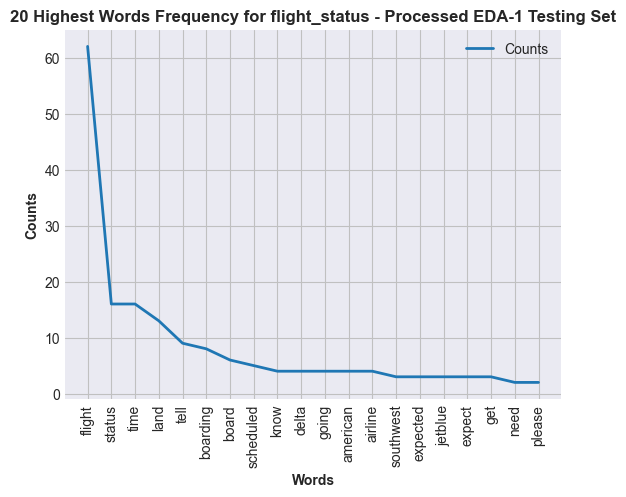 20 Highest Words Frequency for flight_status - Processed EDA-1 Testing Set
Counts
60
50
40
30
20
10
0
Counts
flight
status
time
land
tell
boarding
board
scheduled
know
delta
going
american
airline
southwest
expected
jetblue
expect
get
need
please
Words